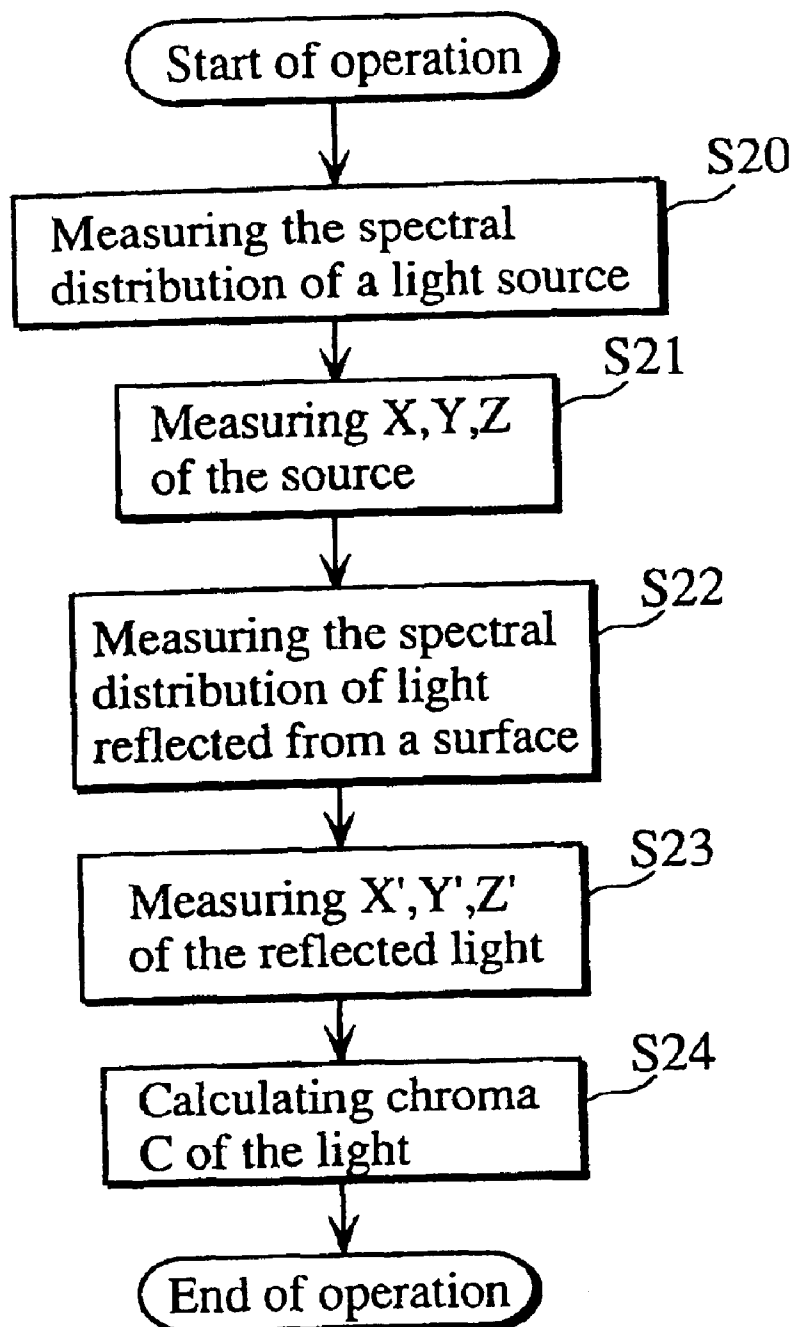 Start of operation
S20
Measuring the spectral
distribution of a light source
S21
Measuring X,Y,Z
of the source
S22
Measuring the spectral
distribution of light
reflected from a surface
S23
Measuring X',Y',Z'
of the reflected light
S24
Calculating chroma
C of the light
End of operation